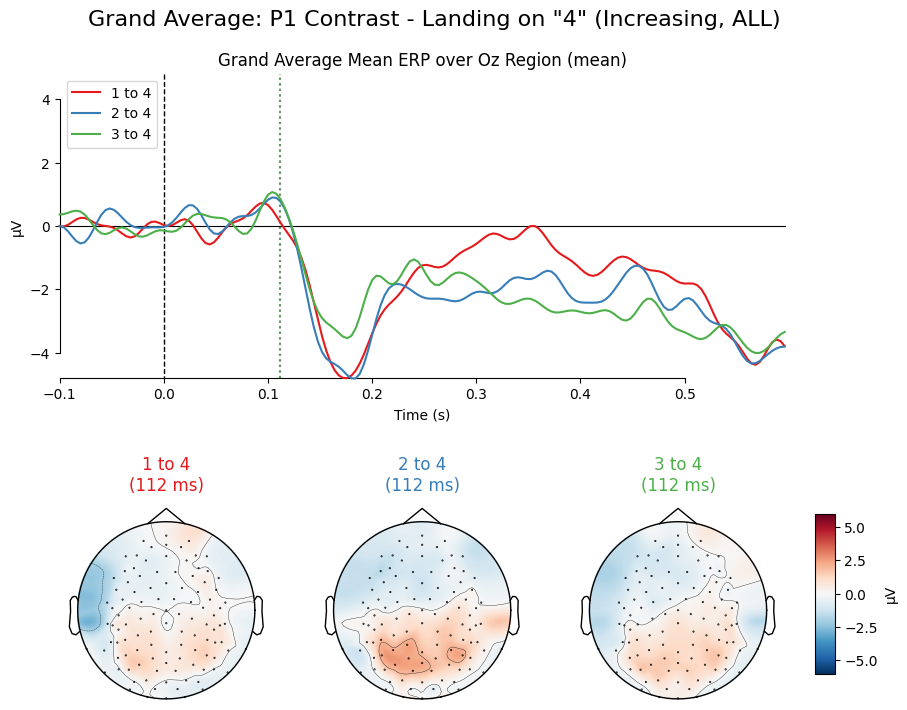 Grand Average: P1 Contrast - Landing on "4" (Increasing, ALL)
Grand Average Mean ERP over Oz Region (mean)
1 to 4
2 to 4
3 to 4
4
2
0
−2
−4
µV
−0.1
0.0
0.1
0.2
0.3
0.4
0.5
Time (s)
1 to 4
(112 ms)
2 to 4
(112 ms)
3 to 4
(112 ms)
5.0
2.5
0.0
−2.5
−5.0
µV